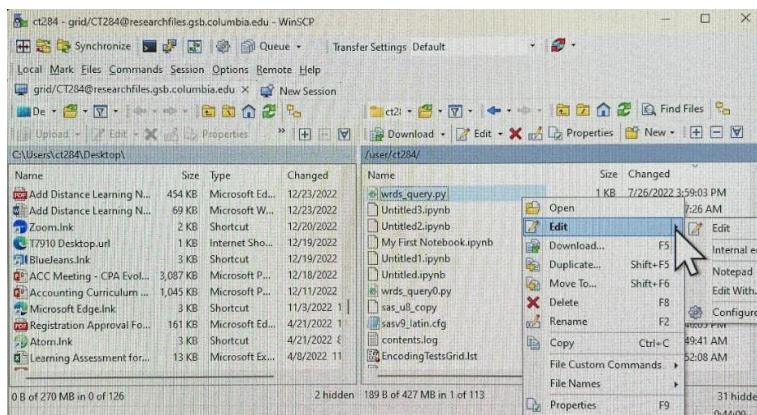 ct284 - grid/CT284@researchfiles.gsb.columbia.edu - WinSCP
Synchronize Queue Transfer Settings Default
Local Mark Files Commands Session Options Remote Help
grid/CT284@researchfiles.gsb.columbia.edu × New Session
De ct2 Find Files
Upload Edit Properties » Download Edit Properties New
C:\Users\ct284\Desktop\ /user/ct284/
Name Size Type Changed Name Size Changed
Add Distance Learning N... 454 KB Microsoft Ed... 12/23/2022 wrds_query.py 1 KB 7/26/2022 3:59:03 PM
Add Distance Learning N... 69 KB Microsoft W... 12/23/2022 Untitled3.ipynb Open 7:26 AM
Zoom.lnk 2 KB Shortcut 12/20/2022 Untitled2.ipynb Edit Edit
T7910 Desktop.url 1 KB Internet Sho... 12/19/2022 My First Notebook.ipynb Download... F5 Internal e
BlueJeans.lnk 3 KB Shortcut 12/19/2022 Untitled1.ipynb Duplicate... Shift+F5 Notepad
ACC Meeting - CPA Evol... 3,087 KB Microsoft P... 12/18/2022 Untitled.ipynb Move To... Shift+F6 Edit With..
Accounting Curriculum ... 1,045 KB Microsoft P... 12/11/2022 wrds_query0.py Delete F8 Configure
Microsoft Edge.lnk 3 KB Shortcut 11/3/2022 1 sas_u8_copy Rename F2
Registration Approval Fo... 161 KB Microsoft Ed... 4/21/2022 1 sasv9_latin.cfg
Atom.lnk 3 KB Shortcut 4/21/2022 contents.log Copy Ctrl+C 49:41 AM
Learning Assessment for... 13 KB Microsoft Ex... 4/8/2022 11 EncodingTestsGrid.lst File Custom Commands 52:08 AM
File Names
0 B of 270 MB in 0 of 126 2 hidden 189 B of 427 MB in 1 of 113 Properties F9 31 hidde